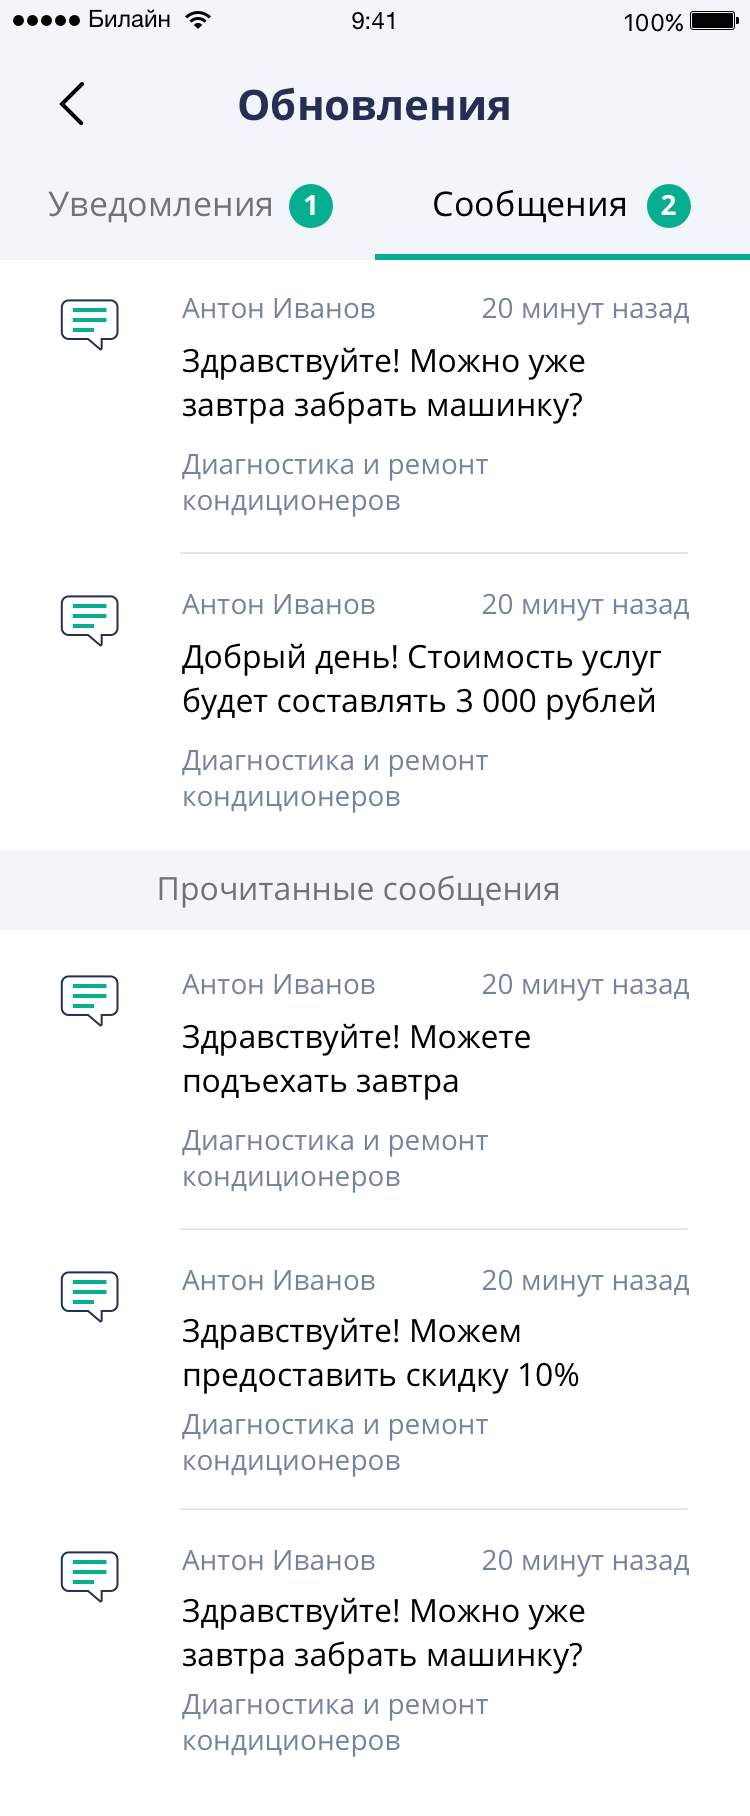 Билайн 9:41 100%
Обновления
Уведомления 1 Сообщения 2
Антон Иванов 20 минут назад
Здравствуйте! Можно уже
завтра забрать машинку?
Диагностика и ремонт
кондиционеров
Антон Иванов 20 минут назад
Добрый день! Стоимость услуг
будет составлять 3 000 рублей
Диагностика и ремонт
кондиционеров
Прочитанные сообщения
Антон Иванов 20 минут назад
Здравствуйте! Можете
подъехать завтра
Диагностика и ремонт
кондиционеров
Антон Иванов 20 минут назад
Здравствуйте! Можем
предоставить скидку 10%
Диагностика и ремонт
кондиционеров
Антон Иванов 20 минут назад
Здравствуйте! Можно уже
завтра забрать машинку?
Диагностика и ремонт
кондиционеров